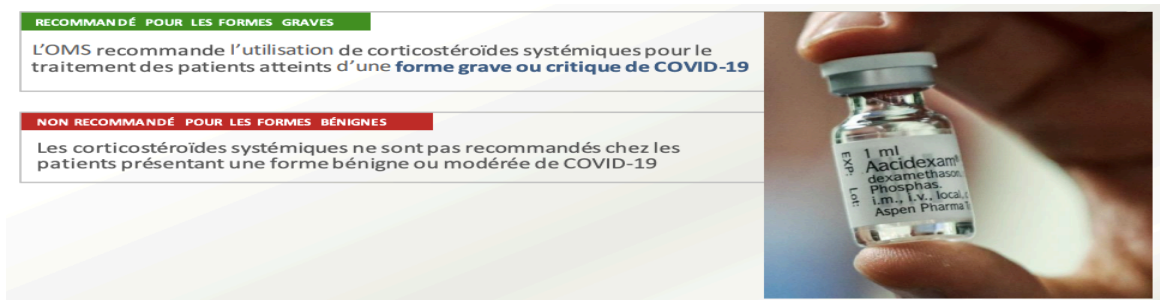 RECOMMANDÉ POUR LES FORMES GRAVES
L’OMS recommande l’utilisation de corticostéroïdes systémiques pour le
traitement des patients atteints d’une forme grave ou critique de COVID-19
NON RECOMMANDÉ POUR LES FORMES BÉNIGNES
Les corticostéroïdes systémiques ne sont pas recommandés chez les
patients présentant une forme bénigne ou modérée de COVID-19
1 ml
Aacidexam®
dexamethason.
Phosphas.
i.m., i.v., local,
Aspen Pharma
EXP:
Lot: